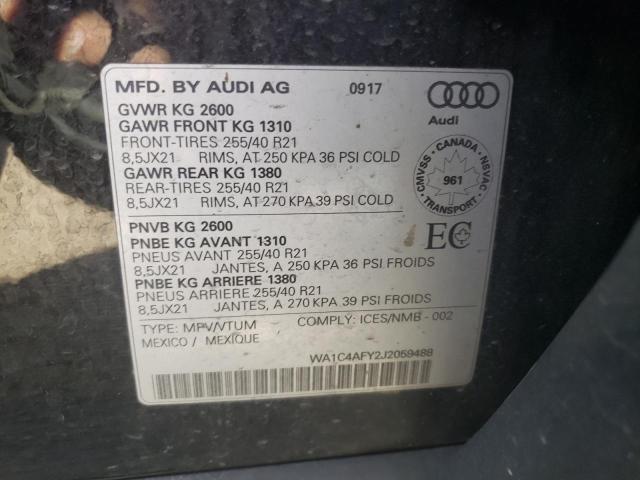 MFD. BY AUDI AG 0917
Audi
GVWR KG 2600
GAWR FRONT KG 1310
FRONT-TIRES 255/40 R21
8,5JX21 RIMS, AT 250 KPA 36 PSI COLD
GAWR REAR KG 1380
REAR-TIRES 255/40 R21
8,5JX21 RIMS, AT 270 KPA 39 PSI COLD
CMVSS - CANADA - NSVAC
961
TRANSPORT
PNVB KG 2600
PNBE KG AVANT 1310
PNEUS AVANT 255/40 R21
8,5JX21 JANTES, A 250 KPA 36 PSI FROIDS
PNBE KG ARRIERE 1380
PNEUS ARRIERE 255/40 R21
8,5JX21 JANTES, A 270 KPA 39 PSI FROIDS
EC
TYPE: MPV/VTUM COMPLY: ICES/NMB - 002
MEXICO / MEXIQUE
WA1C4AFY2J2059488